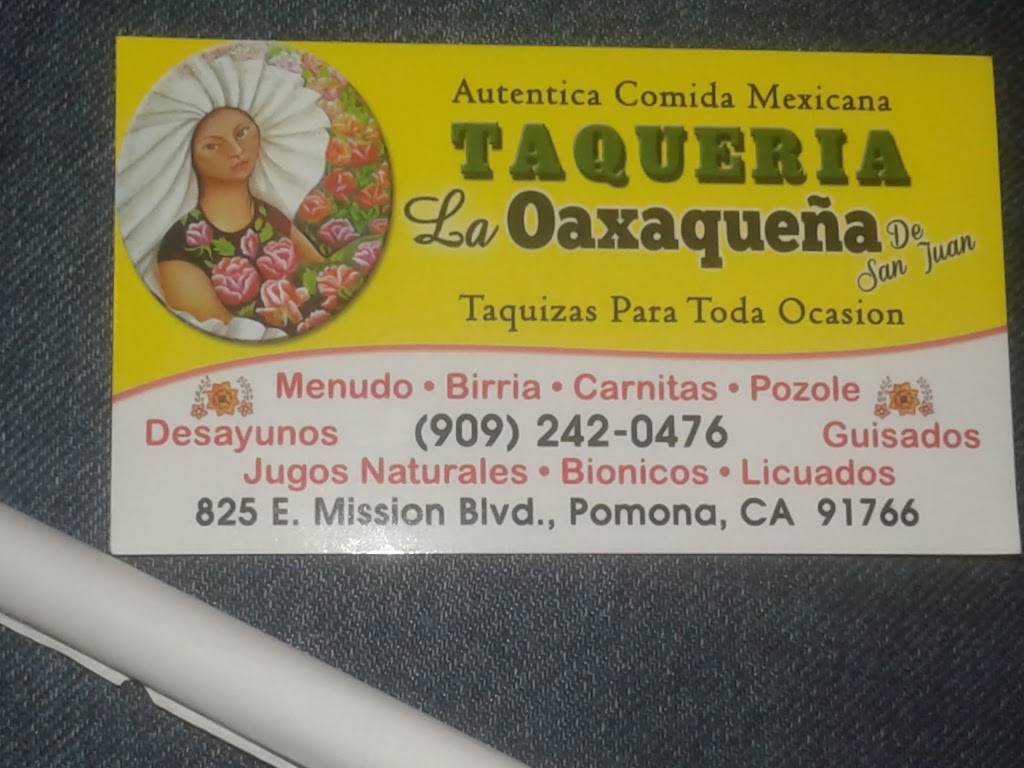 Autentica Comida Mexicana
TAQUERIA
La Oaxaqueña De San Juan
Taquizas Para Toda Ocasion
Menudo • Birria • Carnitas • Pozole
Desayunos (909) 242-0476 Guisados
Jugos Naturales • Bionicos • Licuados
825 E. Mission Blvd., Pomona, CA 91766